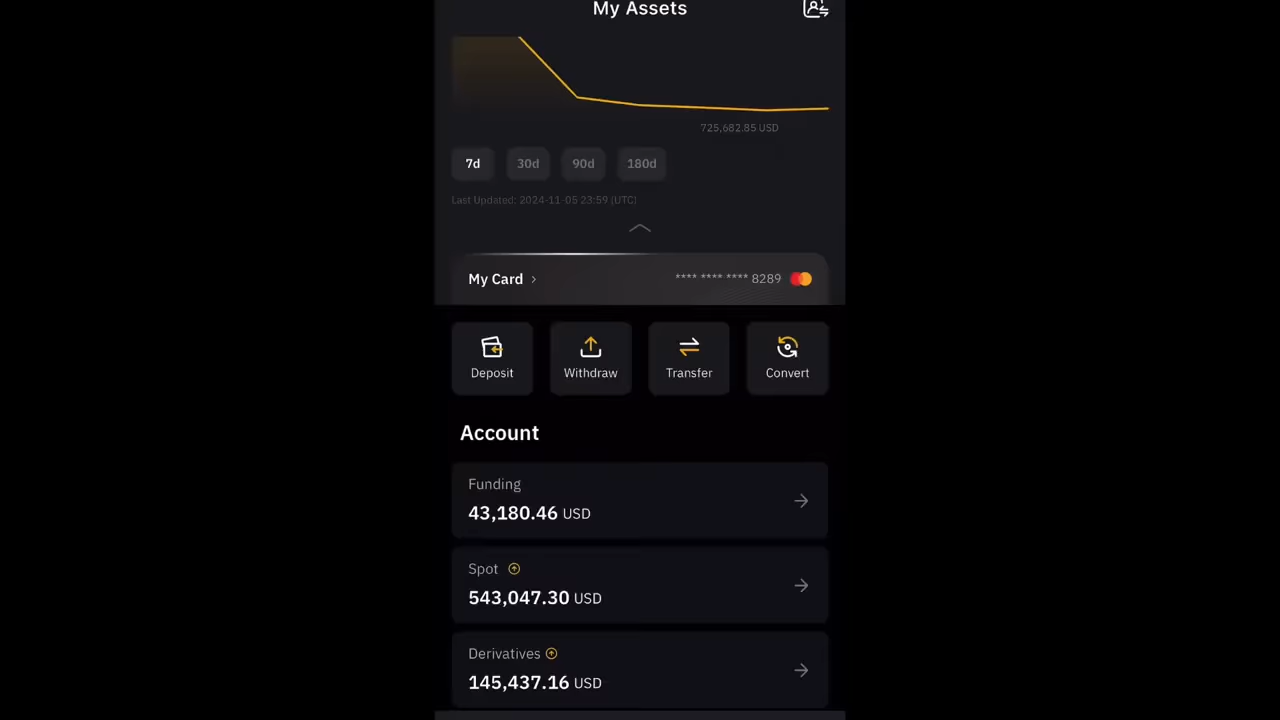 My Assets
725,682.85 USD
7d 30d 90d 180d
Last Updated: 2024-11-05 23:59 (UTC)
My Card > **** **** **** 8289
Deposit Withdraw Transfer Convert
Account
Funding
43,180.46 USD
Spot
543,047.30 USD
Derivatives
145,437.16 USD